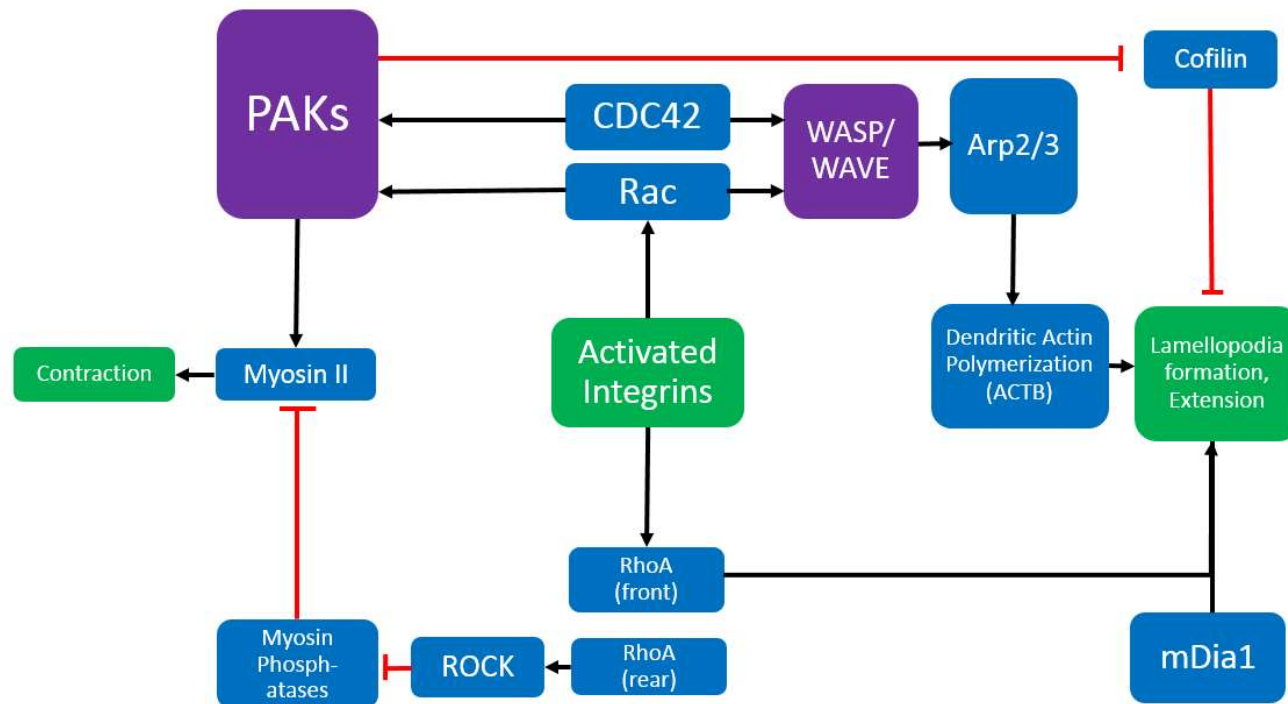 PAKs
Cofilin
CDC42
WASP/
WAVE
Arp2/3
Rac
Activated
Integrins
Dendritic Actin
Polymerization
(ACTB)
Lamellopodia
formation,
Extension
Contraction
Myosin II
RhoA
(front)
Myosin
Phosph-
atases
ROCK
RhoA
(rear)
mDia1